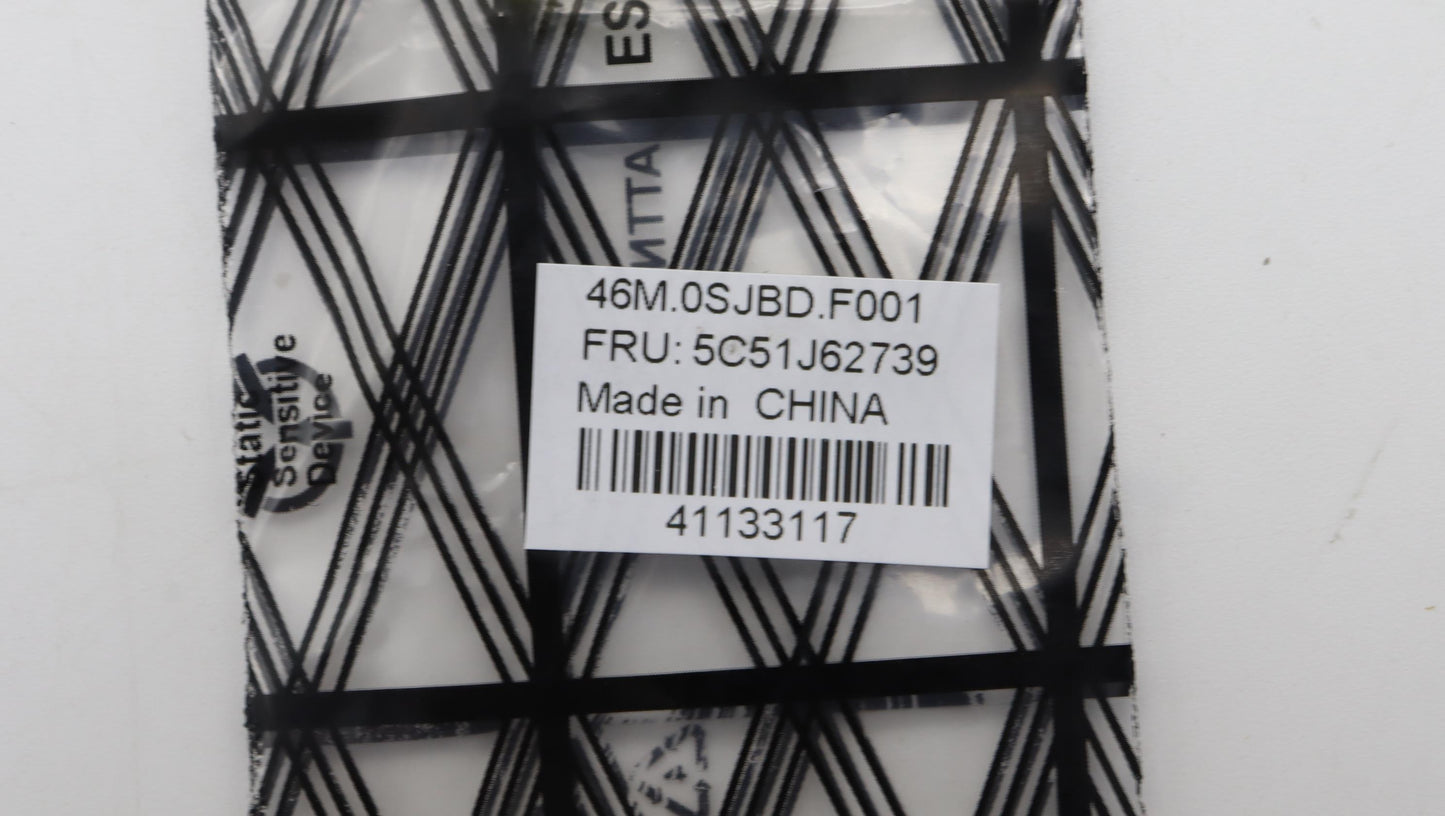 ES
ATTN
46M.0SJBD.F001
FRU: 5C51J62739
Made in CHINA
41133117
Static
Sensitive
Device